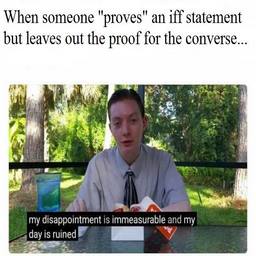 When someone "proves" an iff statement
but leaves out the proof for the converse...
my disappointment is immeasurable and my
day is ruined